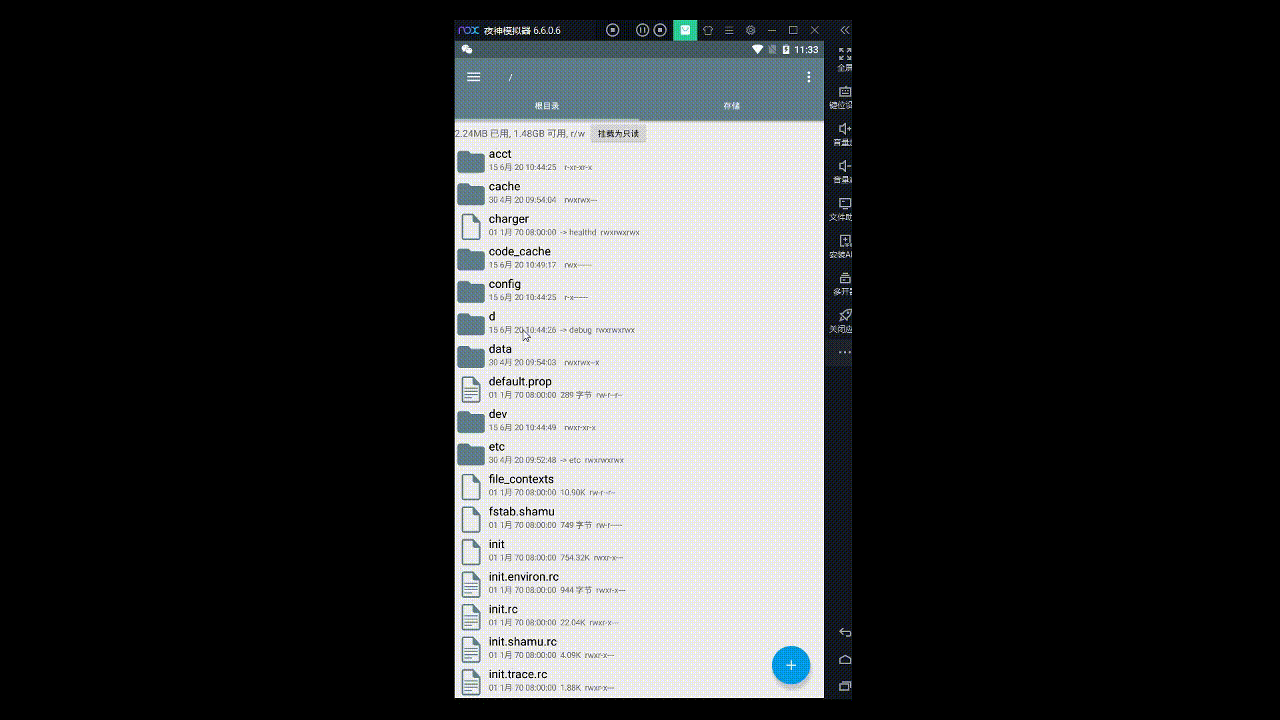 nox 夜神模拟器 6.6.0.6
11:33
/
根目录 存储
2.24MB 已用, 1.48GB 可用, r/w 挂载为只读
acct
15 6月 20 10:44:25 r-xr-xr-x
cache
30 4月 20 09:54:04 rwxrwx---
charger
01 1月 70 08:00:00 -> healthd rwxrwxrwx
code_cache
15 6月 20 10:49:17 rwx------
config
15 6月 20 10:44:25 r-x------
d
15 6月 20 10:44:26 -> debug rwxrwxrwx
data
30 4月 20 09:54:03 rwxrwx--x
default.prop
01 1月 70 08:00:00 289 字节 rw-r--r--
dev
15 6月 20 10:44:49 rwxr-xr-x
etc
30 4月 20 09:52:48 -> etc rwxrwxrwx
file_contexts
01 1月 70 08:00:00 10.90K rw-r--r--
fstab.shamu
01 1月 70 08:00:00 749 字节 rw-r-----
init
01 1月 70 08:00:00 754.32K rwxr-x---
init.environ.rc
01 1月 70 08:00:00 944 字节 rwxr-x---
init.rc
01 1月 70 08:00:00 22.04K rwxr-x---
init.shamu.rc
01 1月 70 08:00:00 4.09K rwxr-x---
init.trace.rc
01 1月 70 08:00:00 1.88K rwxr-x---
全屏
键位设
音量
音量
文件助
安装A
多开
关闭应